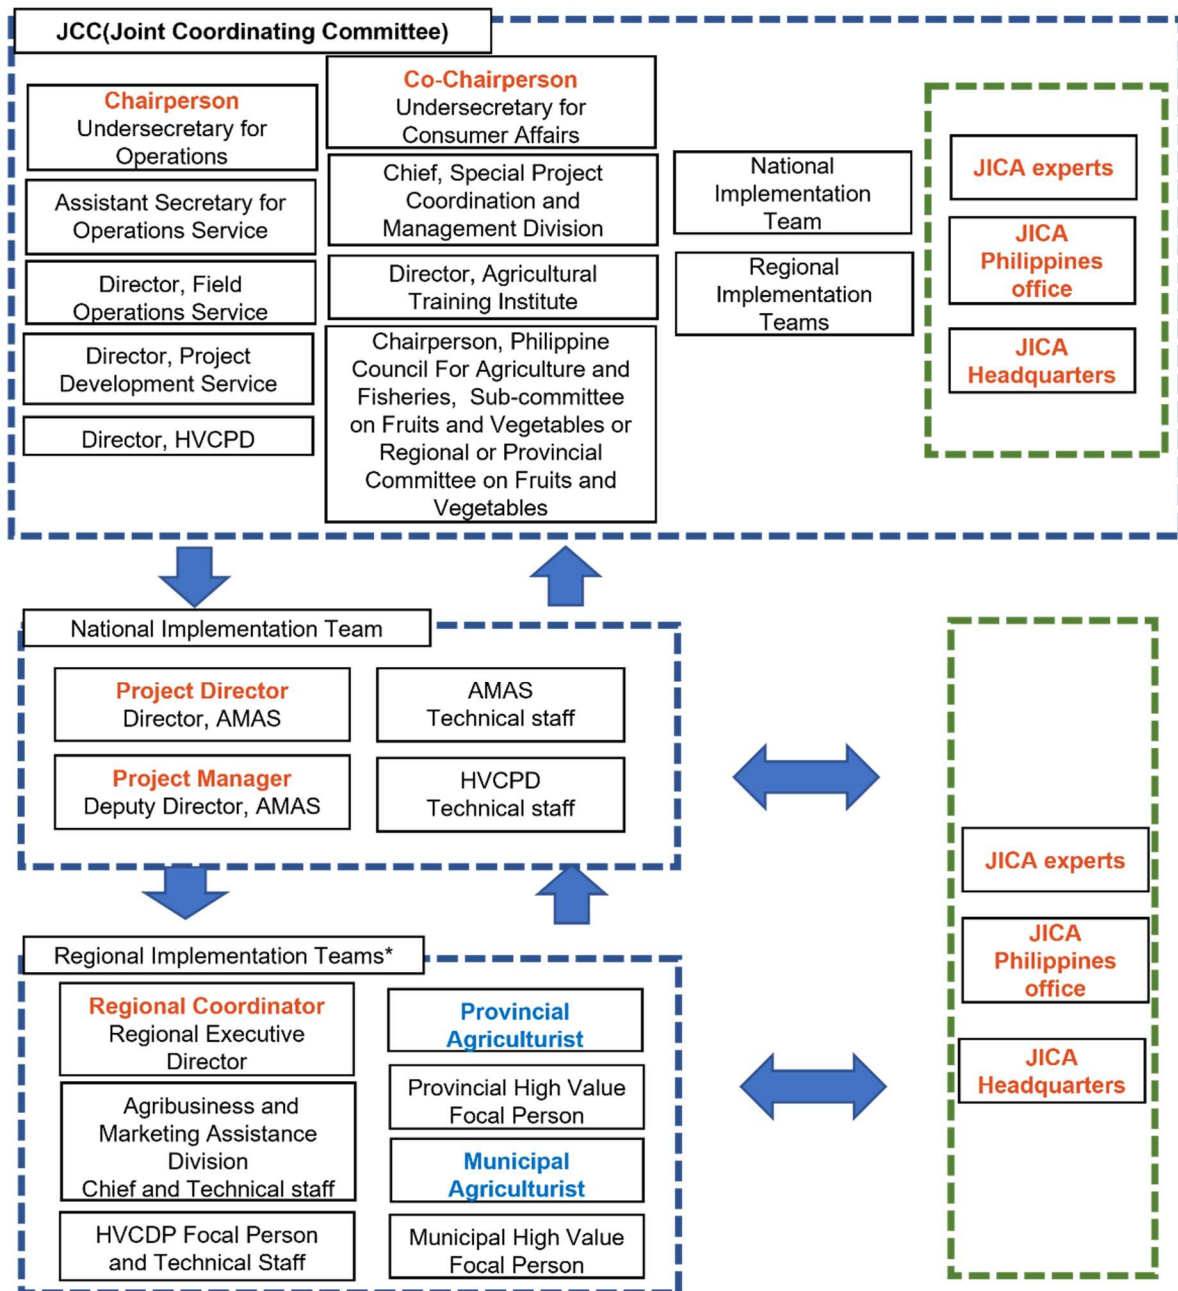 JCC(Joint Coordinating Committee)
Chairperson
Undersecretary for
Operations
Assistant Secretary for
Operations Service
Director, Field
Operations Service
Director, Project
Development Service
Director, HVCPD
Co-Chairperson
Undersecretary for
Consumer Affairs
Chief, Special Project
Coordination and
Management Division
Director, Agricultural
Training Institute
Chairperson, Philippine
Council For Agriculture and
Fisheries, Sub-committee
on Fruits and Vegetables or
Regional or Provincial
Committee on Fruits and
Vegetables
National
Implementation
Team
Regional
Implementation
Teams
JICA experts
JICA
Philippines
office
JICA
Headquarters
National Implementation Team
Project Director
Director, AMAS
Project Manager
Deputy Director, AMAS
AMAS
Technical staff
HVCPD
Technical staff
Regional Implementation Teams*
Regional Coordinator
Regional Executive
Director
Agribusiness and
Marketing Assistance
Division
Chief and Technical staff
HVCDP Focal Person
and Technical Staff
Provincial
Agriculturist
Provincial High Value
Focal Person
Municipal
Agriculturist
Municipal High Value
Focal Person
JICA experts
JICA
Philippines
office
JICA
Headquarters